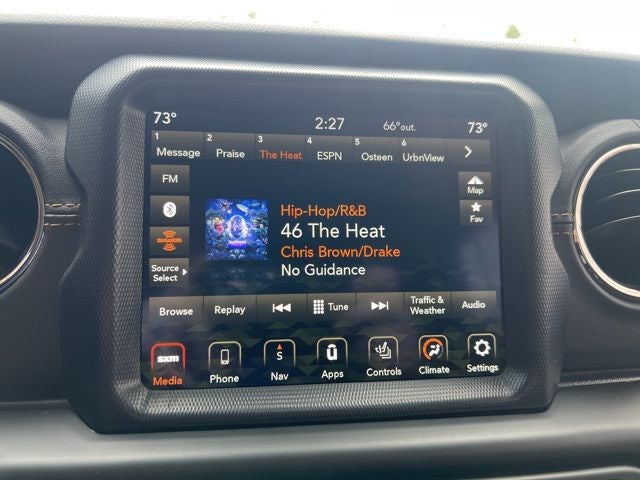 73° 2:27 66°out. 73°
1 Message 2 Praise 3 The Heat 4 ESPN 5 Osteen 6 UrbnView
FM
Map
Fav
Hip-Hop/R&B
46 The Heat
Chris Brown/Drake
No Guidance
Source
Select
Browse Replay Tune Traffic &
Weather Audio
sxm S U
Media Phone Nav Apps Controls Climate Settings